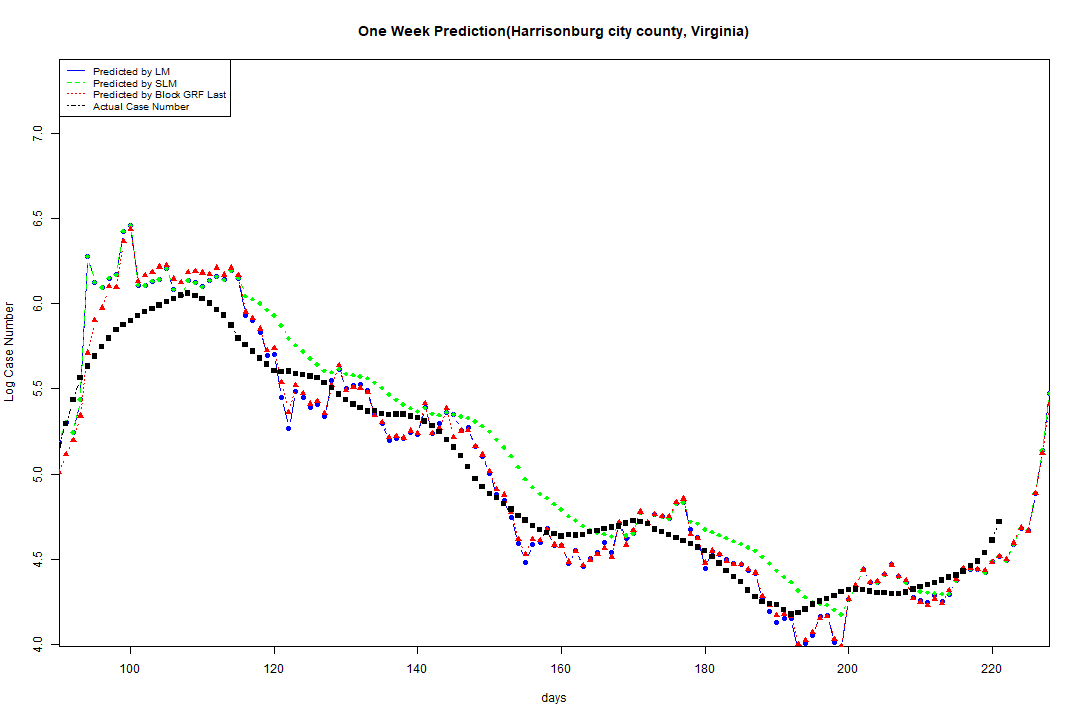 One Week Prediction(Harrisonburg city county, Virginia)
Predicted by LM
Predicted by SLM
Predicted by Block GRF Last
Actual Case Number
7.0
6.5
6.0
5.5
5.0
4.5
4.0
Log Case Number
100 120 140 160 180 200 220
days